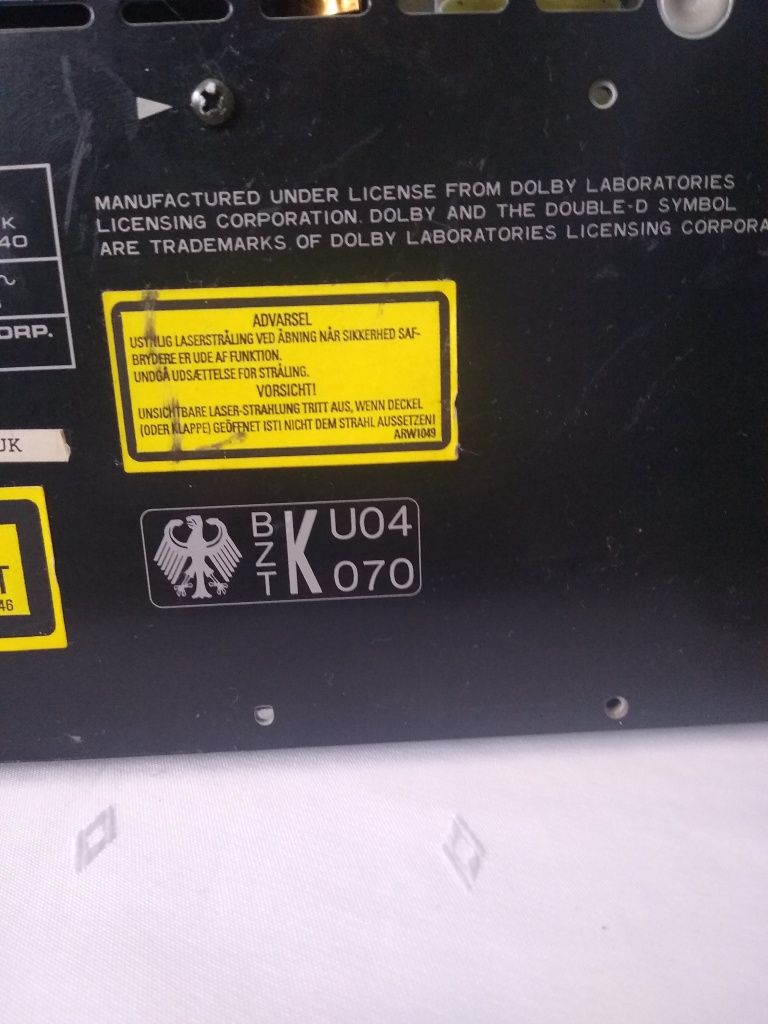 MANUFACTURED UNDER LICENSE FROM DOLBY LABORATORIES
LICENSING CORPORATION. DOLBY AND THE DOUBLE-D SYMBOL
ARE TRADEMARKS OF DOLBY LABORATORIES LICENSING CORPORA
K
40
ORP.
ADVARSEL
USYNLIG LASERSTRÅLING VED ÅBNING NÅR SIKKERHED SAF-
BRYDERE ER UDE AF FUNKTION.
UNDGÅ UDSÆTTELSE FOR STRÅLING.
VORSICHT!
UNSICHTBARE LASER-STRAHLUNG TRITT AUS, WENN DECKEL
(ODER KLAPPE) GEÖFFNET IST! NICHT DEM STRAHL AUSSETZEN!
ARW1049
UK
T
46
BZT K U04
070